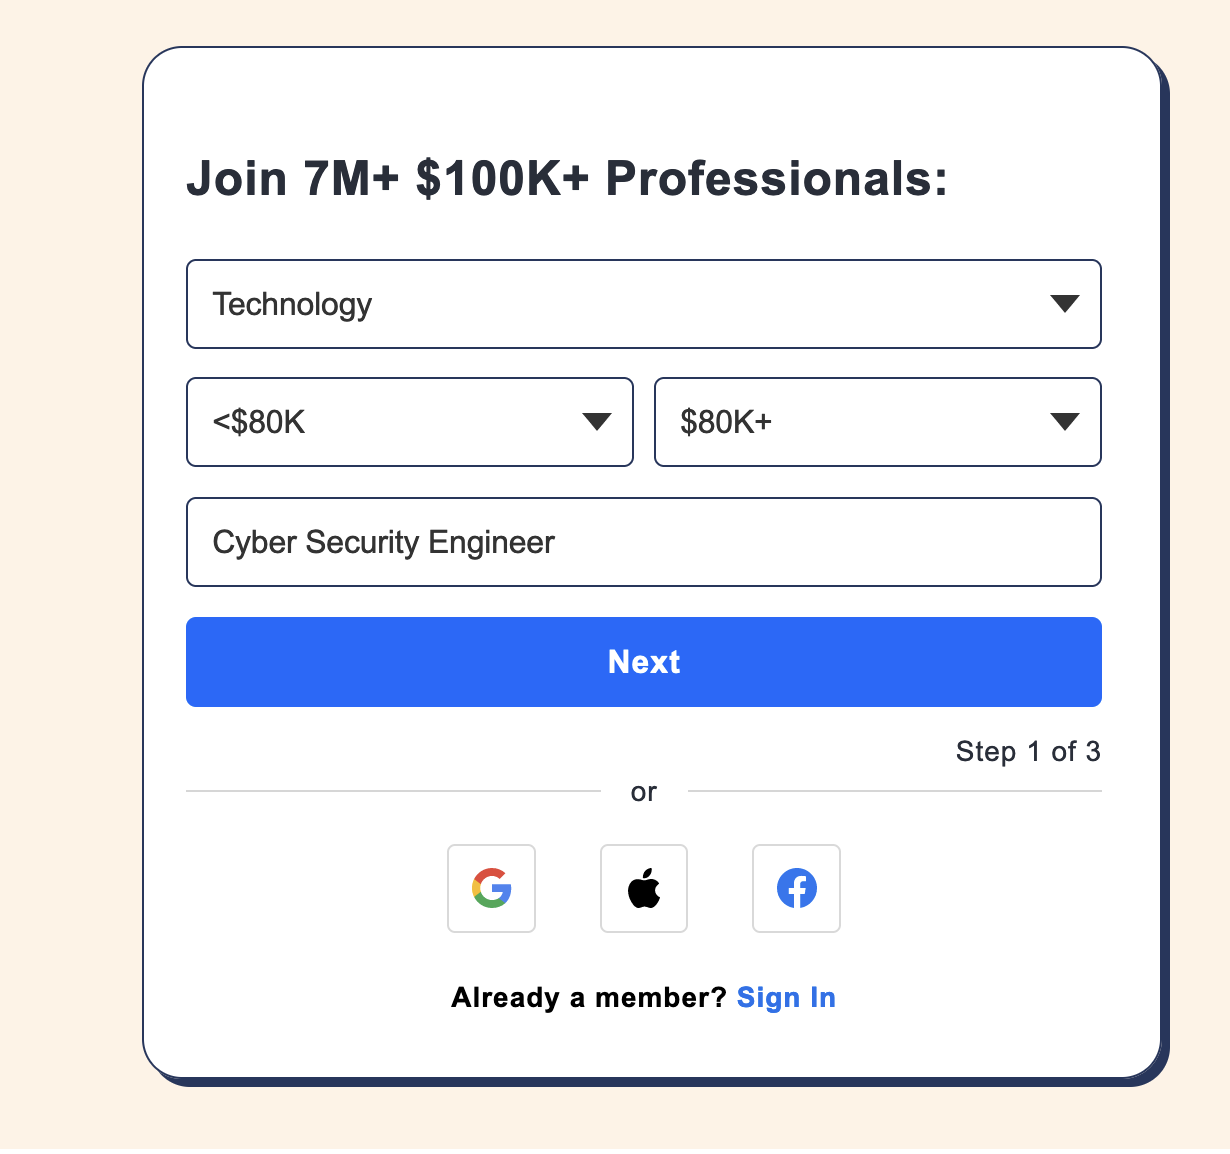 Join 7M+ $100K+ Professionals:
Technology
<$80K $80K+
Cyber Security Engineer
Next
Step 1 of 3
or
Already a member? Sign In